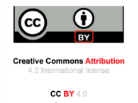 cc
BY
Creative Commons Attribution
4.0 International license
CC BY 4.0